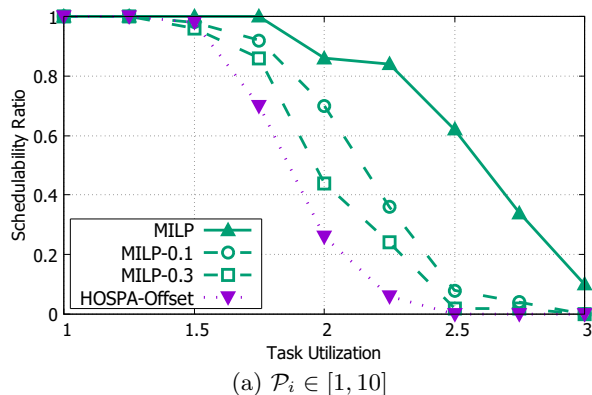 1
0.8
0.6
0.4
0.2
0
Schedulability Ratio
MILP
MILP-0.1
MILP-0.3
HOSPA-Offset
1 1.5 2 2.5 3
Task Utilization
(a) 𝒫ᵢ ∈ [1, 10]